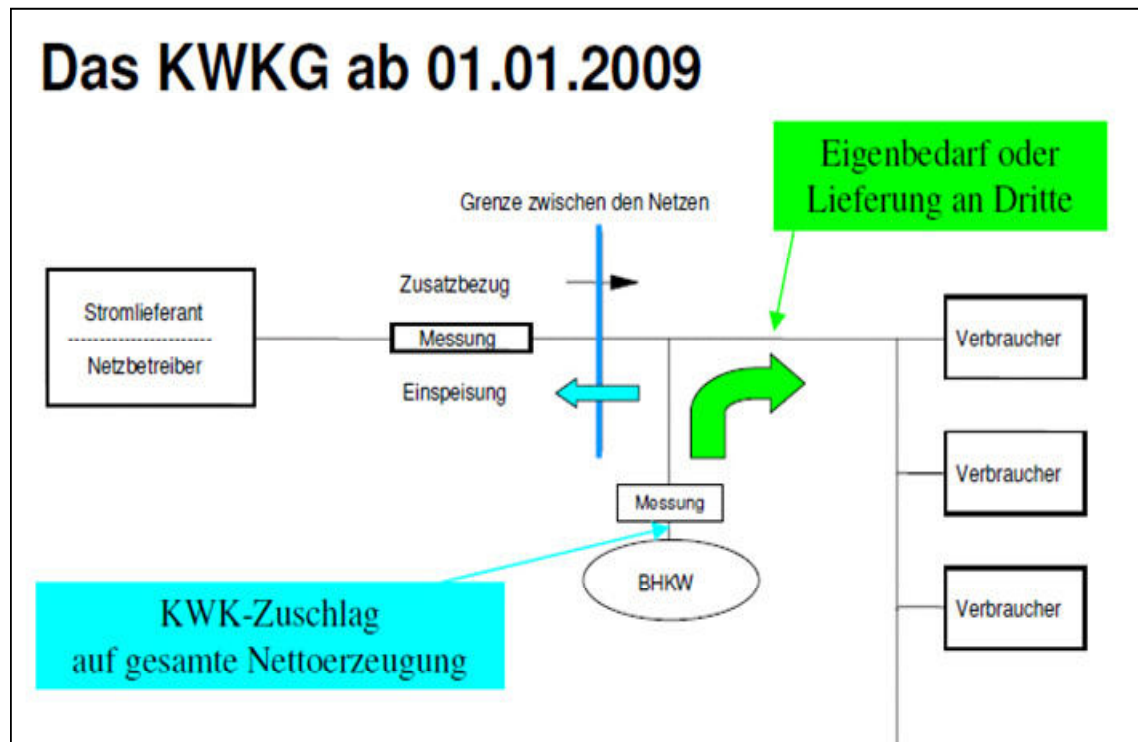 Das KWKG ab 01.01.2009
Eigenbedarf oder
Lieferung an Dritte
Grenze zwischen den Netzen
Zusatzbezug
Stromlieferant
Netzbetreiber
Messung
Verbraucher
Einspeisung
Verbraucher
Messung
BHKW
Verbraucher
KWK-Zuschlag
auf gesamte Nettoerzeugung